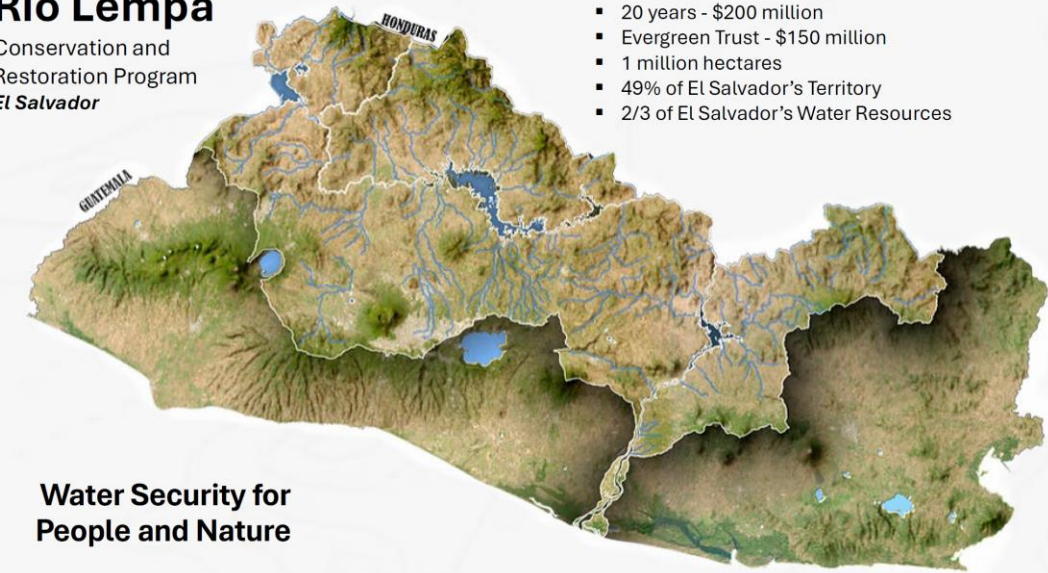 Río Lempa
Conservation and
Restoration Program
El Salvador
▪ 20 years - $200 million
▪ Evergreen Trust - $150 million
▪ 1 million hectares
▪ 49% of El Salvador's Territory
▪ 2/3 of El Salvador's Water Resources
HONDURAS
GUATEMALA
Water Security for
People and Nature